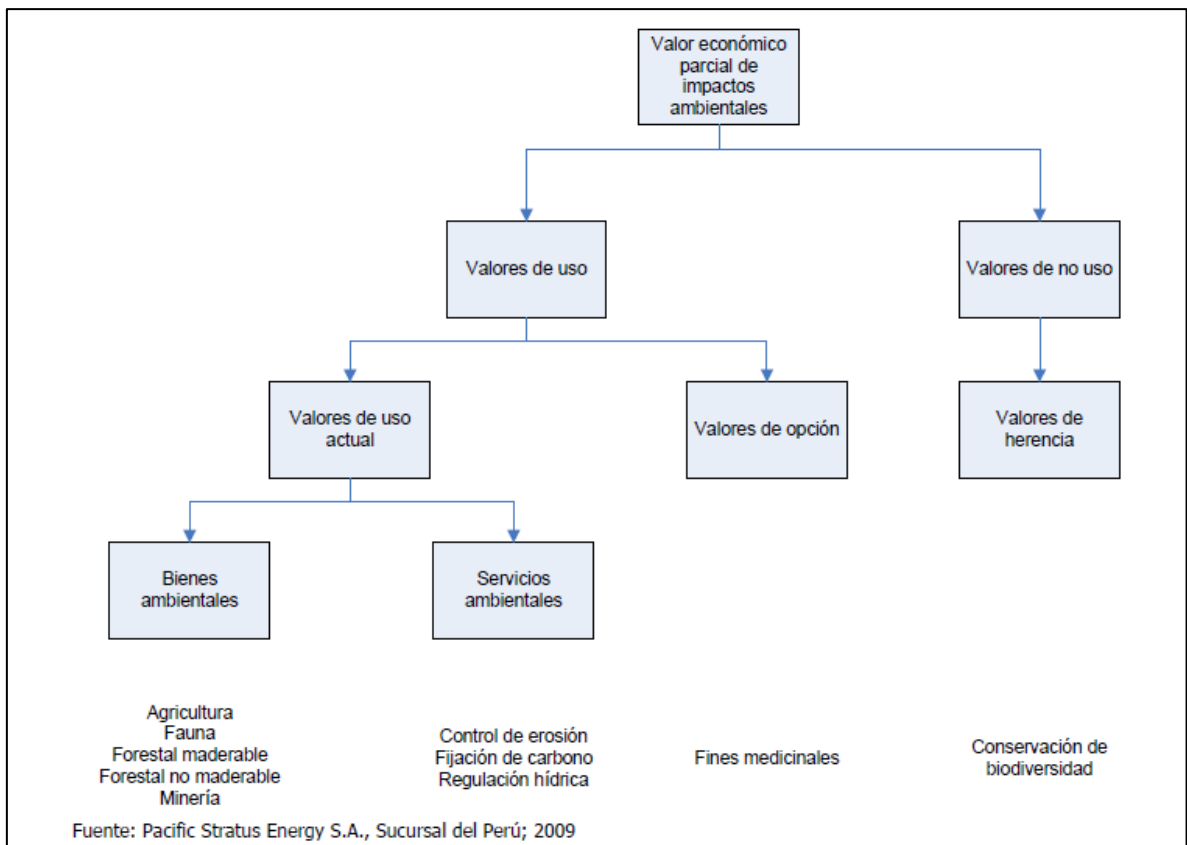 Valor económico
parcial de
impactos
ambientales
Valores de uso
Valores de no uso
Valores de uso
actual
Valores de opción
Valores de
herencia
Bienes
ambientales
Servicios
ambientales
Agricultura
Fauna
Forestal maderable
Forestal no maderable
Minería
Control de erosión
Fijación de carbono
Regulación hídrica
Fines medicinales
Conservación de
biodiversidad
Fuente: Pacific Stratus Energy S.A., Sucursal del Perú; 2009